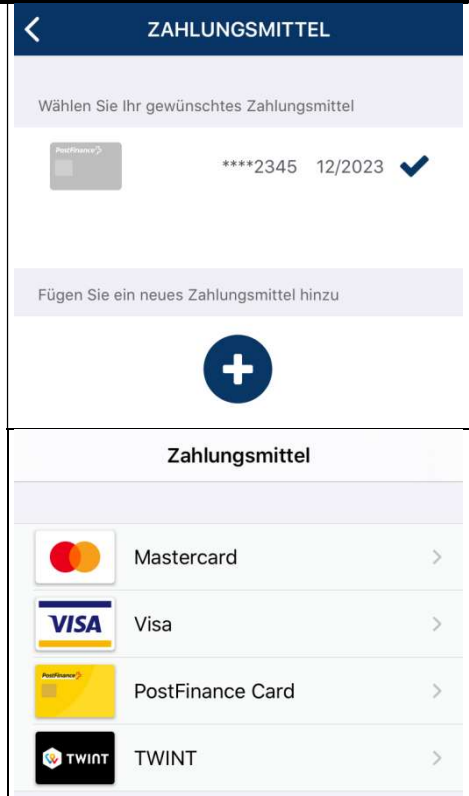 ZAHLUNGSMITTEL
Wählen Sie Ihr gewünschtes Zahlungsmittel
PostFinance
****2345 12/2023
Fügen Sie ein neues Zahlungsmittel hinzu
Zahlungsmittel
Mastercard
VISA Visa
PostFinance
PostFinance Card
TWINT TWINT